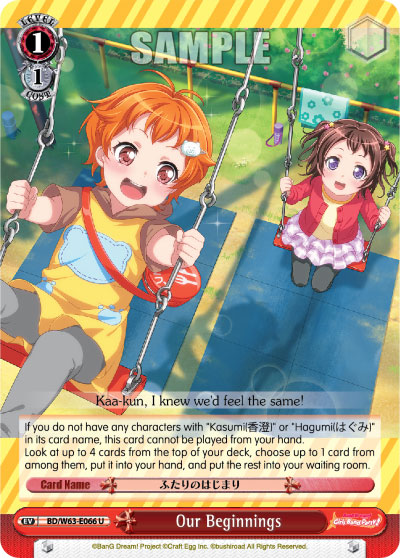 LEVEL
1
SAMPLE
1
COST
Kaa-kun, I knew we'd feel the same!
If you do not have any characters with "Kasumi(香澄)" or "Hagumi(はぐみ)"
in its card name, this card cannot be played from your hand.
Look at up to 4 cards from the top of your deck, choose up to 1 card from
among them, put it into your hand, and put the rest into your waiting room.
Card Name ふたりのはじまり
EV BD/W63-E066 U Our Beginnings
BanG Dream!
Girls Band Party!
©BanG Dream! Project ©Craft Egg Inc. ©bushiroad All Rights Reserved.